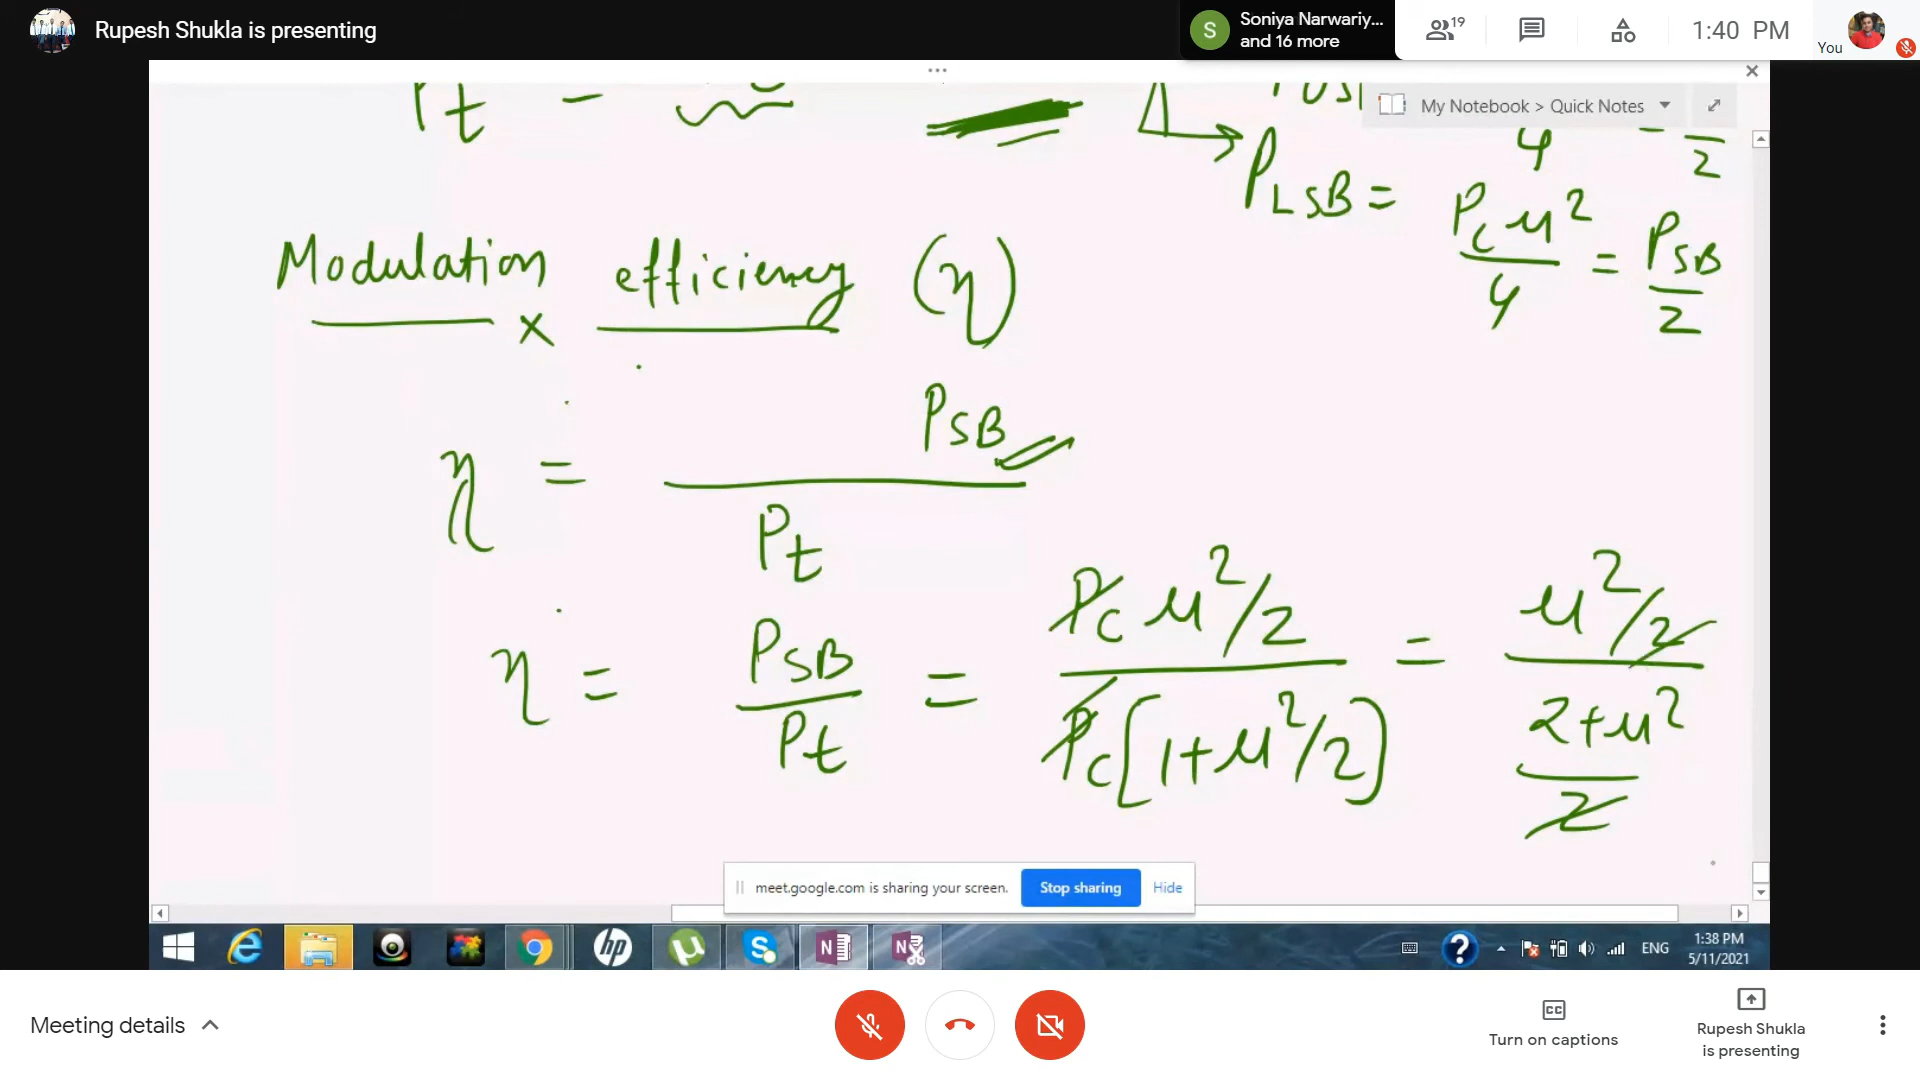 Rupesh Shukla is presenting
S
Soniya Narwariy...
and 16 more
19
1:40 PM
You
My Notebook > Quick Notes
Pt =
4 = 2
PLSB = Pc μ²/4 = PSB/2
Modulation efficiency (η)
x
η = PSB / Pt
η = PSB/Pt = Pc μ²/2 / Pc[1+μ²/2] = μ²/2 / 2+μ²/2
meet.google.com is sharing your screen.
Stop sharing
Hide
ENG
1:38 PM
5/11/2021
Meeting details
Turn on captions
Rupesh Shukla
is presenting